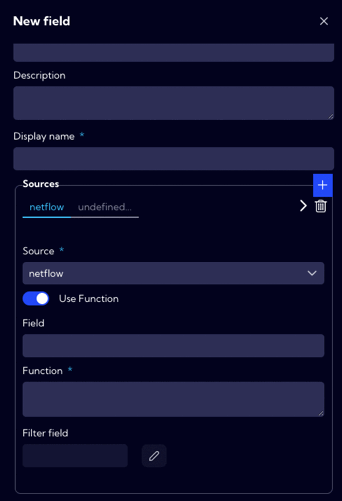 New field
Description
Display name *
Sources
netflow undefined...
Source *
netflow
Use Function
Field
Function *
Filter field